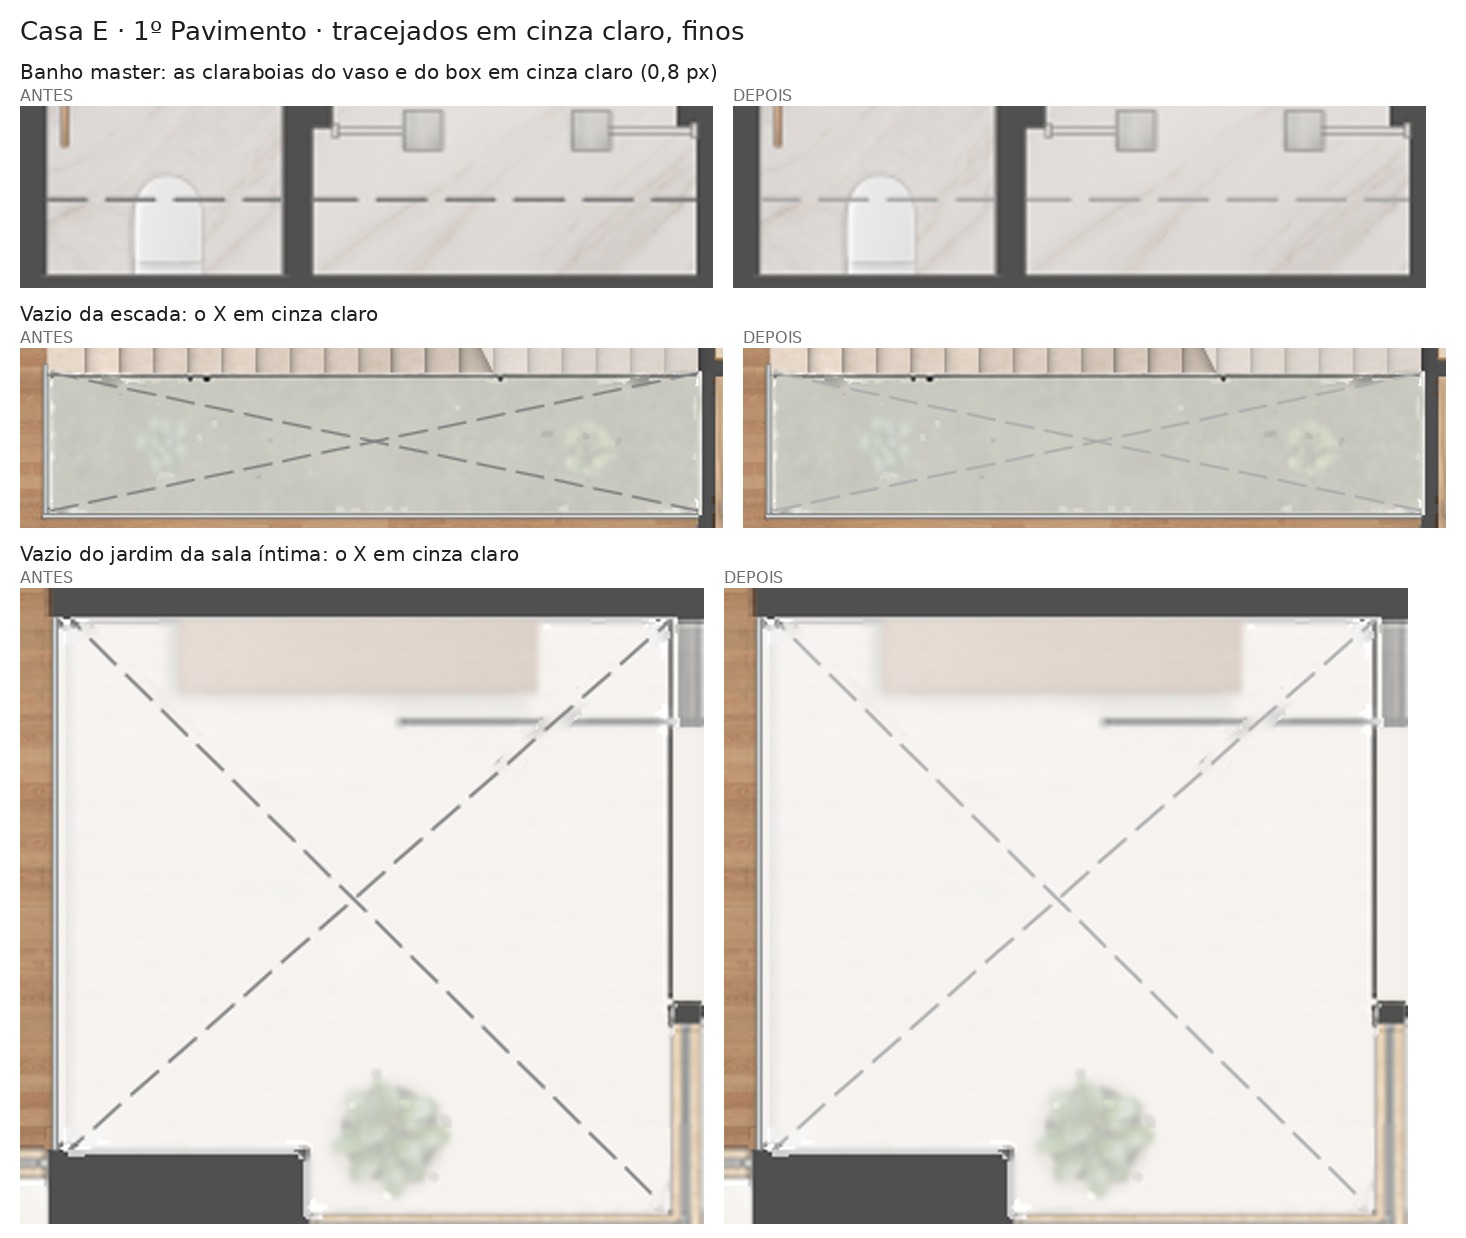 Casa E · 1º Pavimento · tracejados em cinza claro, finos
Banho master: as claraboias do vaso e do box em cinza claro (0,8 px)
ANTES
DEPOIS
Vazio da escada: o X em cinza claro
ANTES
DEPOIS
Vazio do jardim da sala íntima: o X em cinza claro
ANTES
DEPOIS